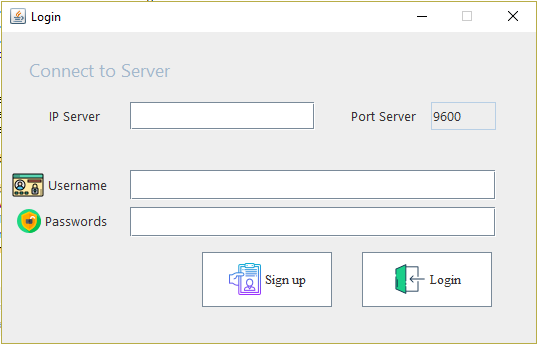 Login
Connect to Server
IP Server
Port Server 9600
Username
Passwords
Sign up Login